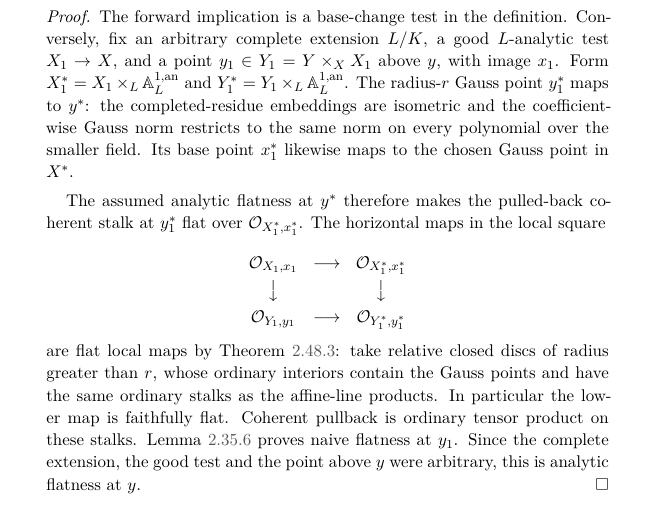 Proof. The forward implication is a base-change test in the definition. Con-
versely, fix an arbitrary complete extension L/K, a good L-analytic test
X₁ → X, and a point y₁ ∈ Y₁ = Y ×_X X₁ above y, with image x₁. Form
X₁* = X₁ ×_L 𝔸_L^{1,an} and Y₁* = Y₁ ×_L 𝔸_L^{1,an}. The radius-r Gauss point y₁* maps
to y*: the completed-residue embeddings are isometric and the coefficient-
wise Gauss norm restricts to the same norm on every polynomial over the
smaller field. Its base point x₁* likewise maps to the chosen Gauss point in
X*.
The assumed analytic flatness at y* therefore makes the pulled-back co-
herent stalk at y₁* flat over 𝒪_{X₁*,x₁*}. The horizontal maps in the local square
𝒪_{X₁,x₁} ⟶ 𝒪_{X₁*,x₁*}
↓ ↓
𝒪_{Y₁,y₁} ⟶ 𝒪_{Y₁*,y₁*}
are flat local maps by Theorem 2.48.3: take relative closed discs of radius
greater than r, whose ordinary interiors contain the Gauss points and have
the same ordinary stalks as the affine-line products. In particular the low-
er map is faithfully flat. Coherent pullback is ordinary tensor product on
these stalks. Lemma 2.35.6 proves naive flatness at y₁. Since the complete
extension, the good test and the point above y were arbitrary, this is analytic
flatness at y. □